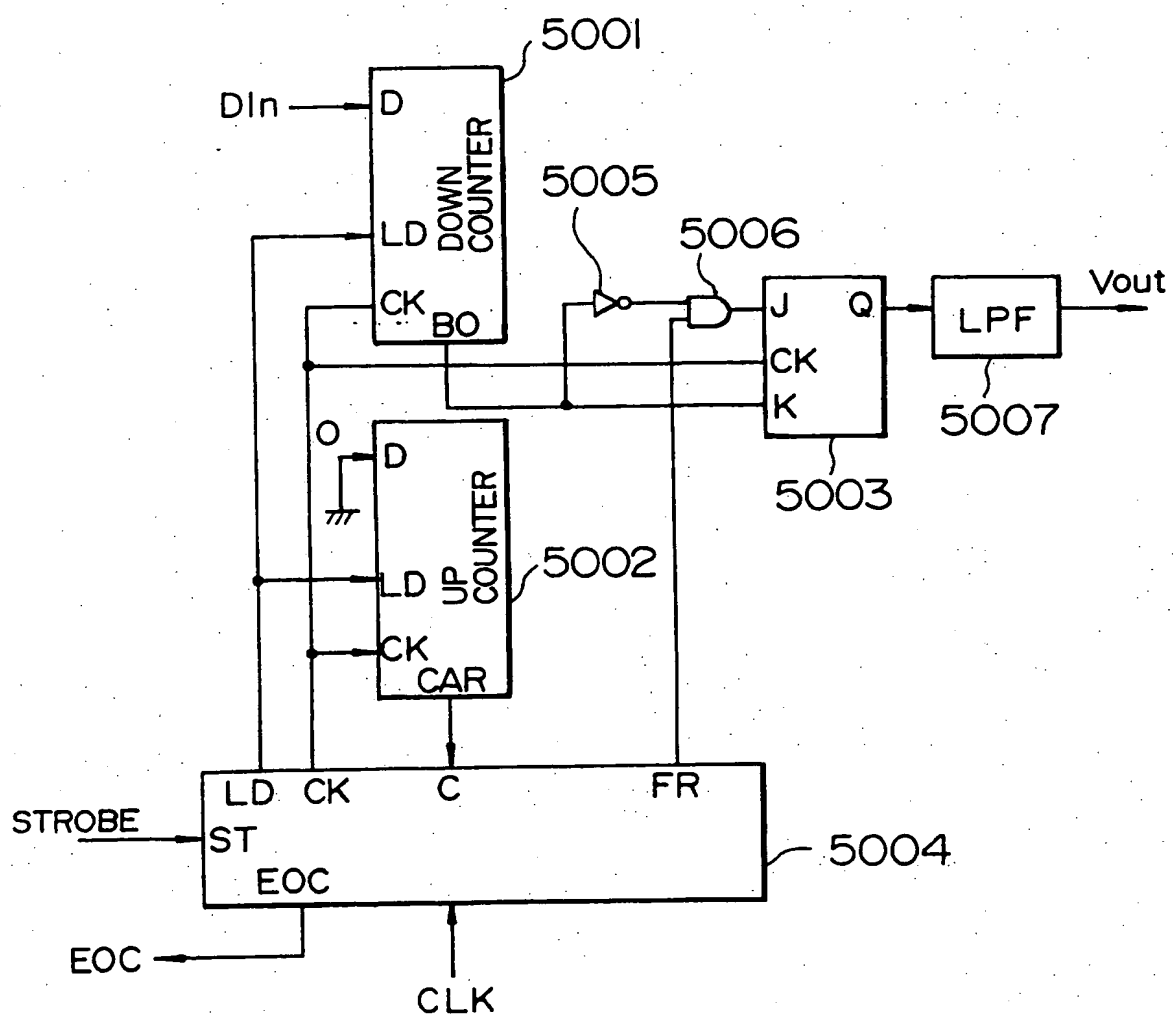 5001
DIn
D
DOWN
COUNTER
5005
LD
5006
CK
BO
J
Q
LPF
Vout
CK
K
5007
5003
O
D
UP
COUNTER
5002
LD
CK
CAR
LD
CK
C
FR
STROBE
ST
5004
EOC
EOC
CLK